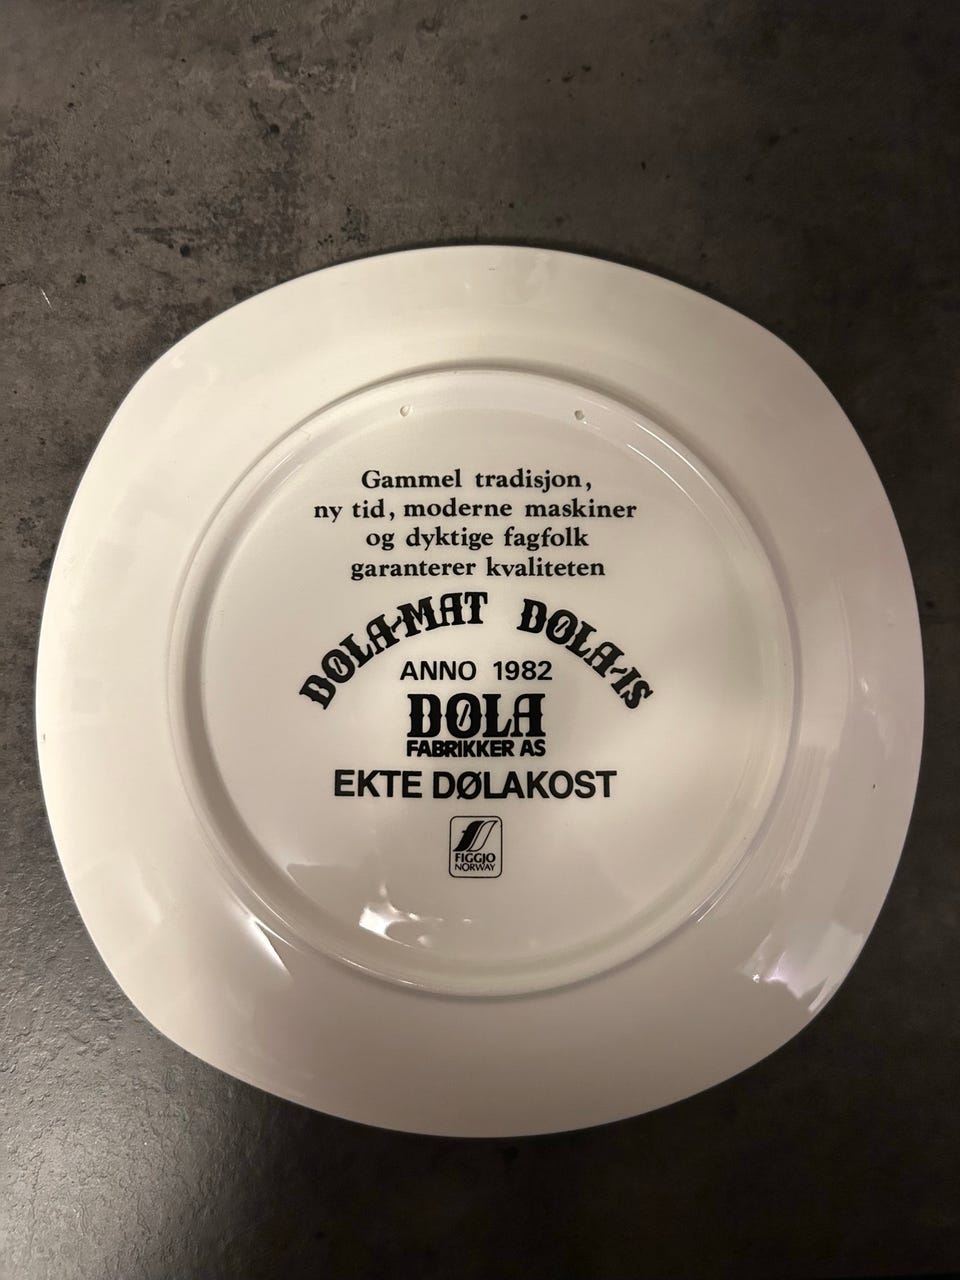 Gammel tradisjon,
ny tid, moderne maskiner
og dyktige fagfolk
garanterer kvaliteten
DØLA-MAT DØLA-IS
ANNO 1982
DØLA
FABRIKKER AS
EKTE DØLAKOST
FIGGJO
NORWAY